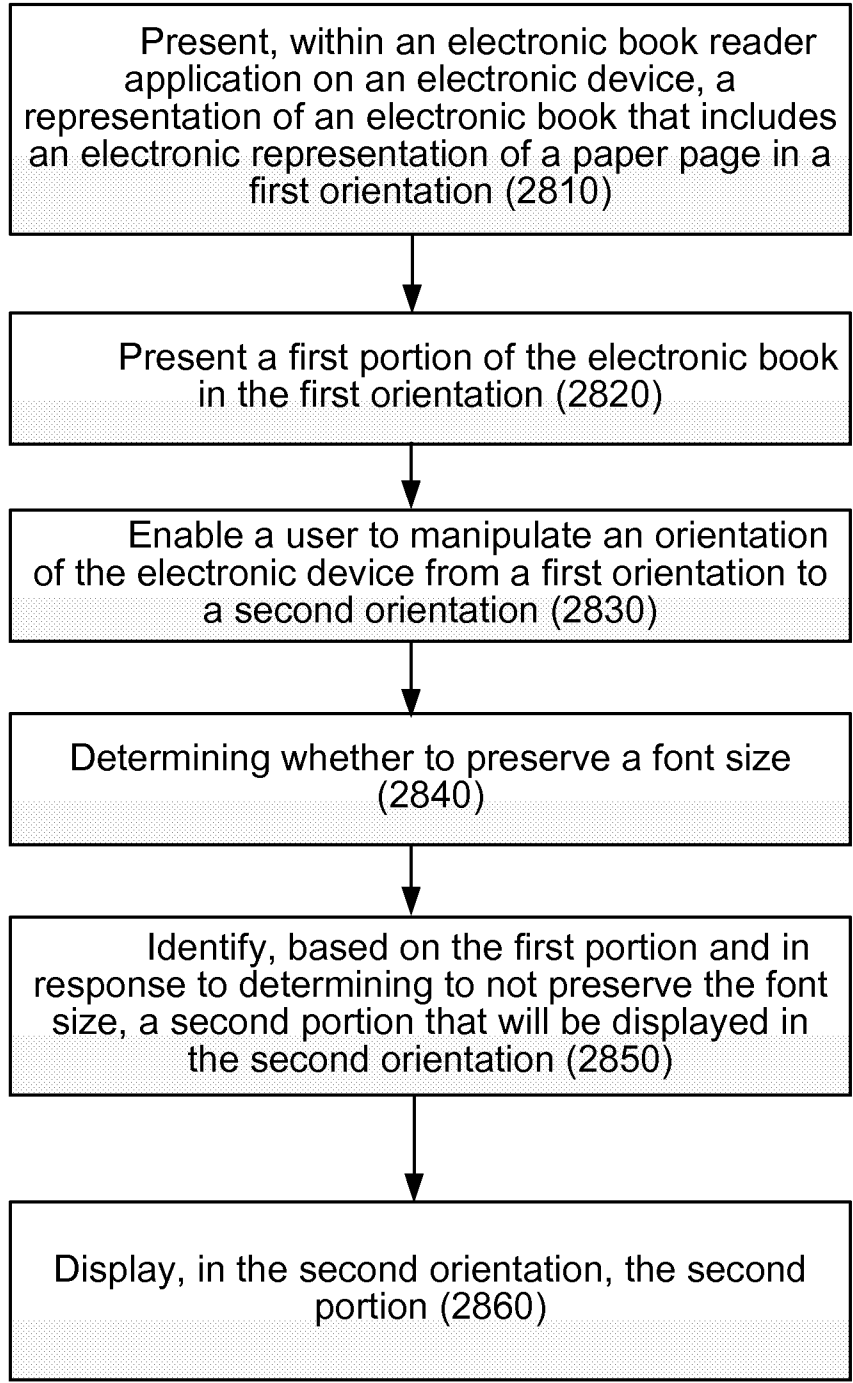 Present, within an electronic book reader
application on an electronic device, a
representation of an electronic book that includes
an electronic representation of a paper page in a
first orientation (2810)
Present a first portion of the electronic book
in the first orientation (2820)
Enable a user to manipulate an orientation
of the electronic device from a first orientation to
a second orientation (2830)
Determining whether to preserve a font size
(2840)
Identify, based on the first portion and in
response to determining to not preserve the font
size, a second portion that will be displayed in
the second orientation (2850)
Display, in the second orientation, the second
portion (2860)